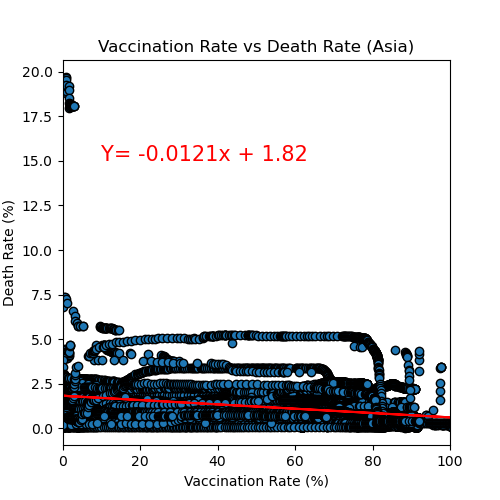 Vaccination Rate vs Death Rate (Asia)
20.0
17.5
15.0
12.5
10.0
7.5
5.0
2.5
0.0
Death Rate (%)
Y= -0.0121x + 1.82
0 20 40 60 80 100
Vaccination Rate (%)